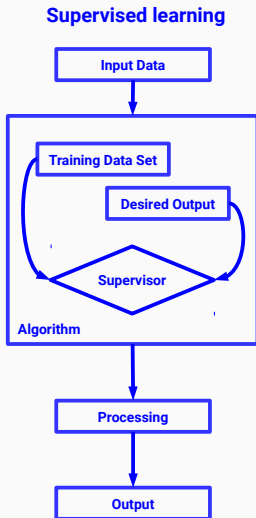 Supervised learning
Input Data
Training Data Set
Desired Output
Supervisor
Algorithm
Processing
Output